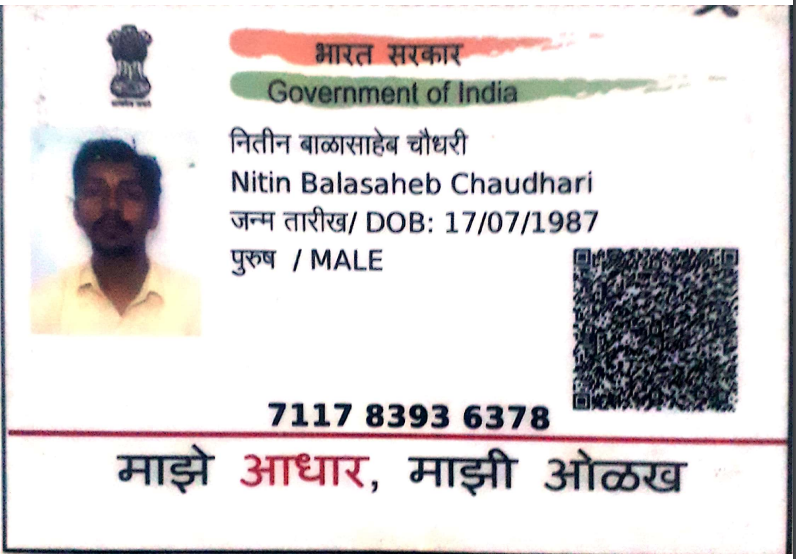 भारत सरकार
Government of India
नितीन बाळासाहेब चौधरी
Nitin Balasaheb Chaudhari
जन्म तारीख/ DOB: 17/07/1987
पुरुष / MALE
7117 8393 6378
माझे आधार, माझी ओळख